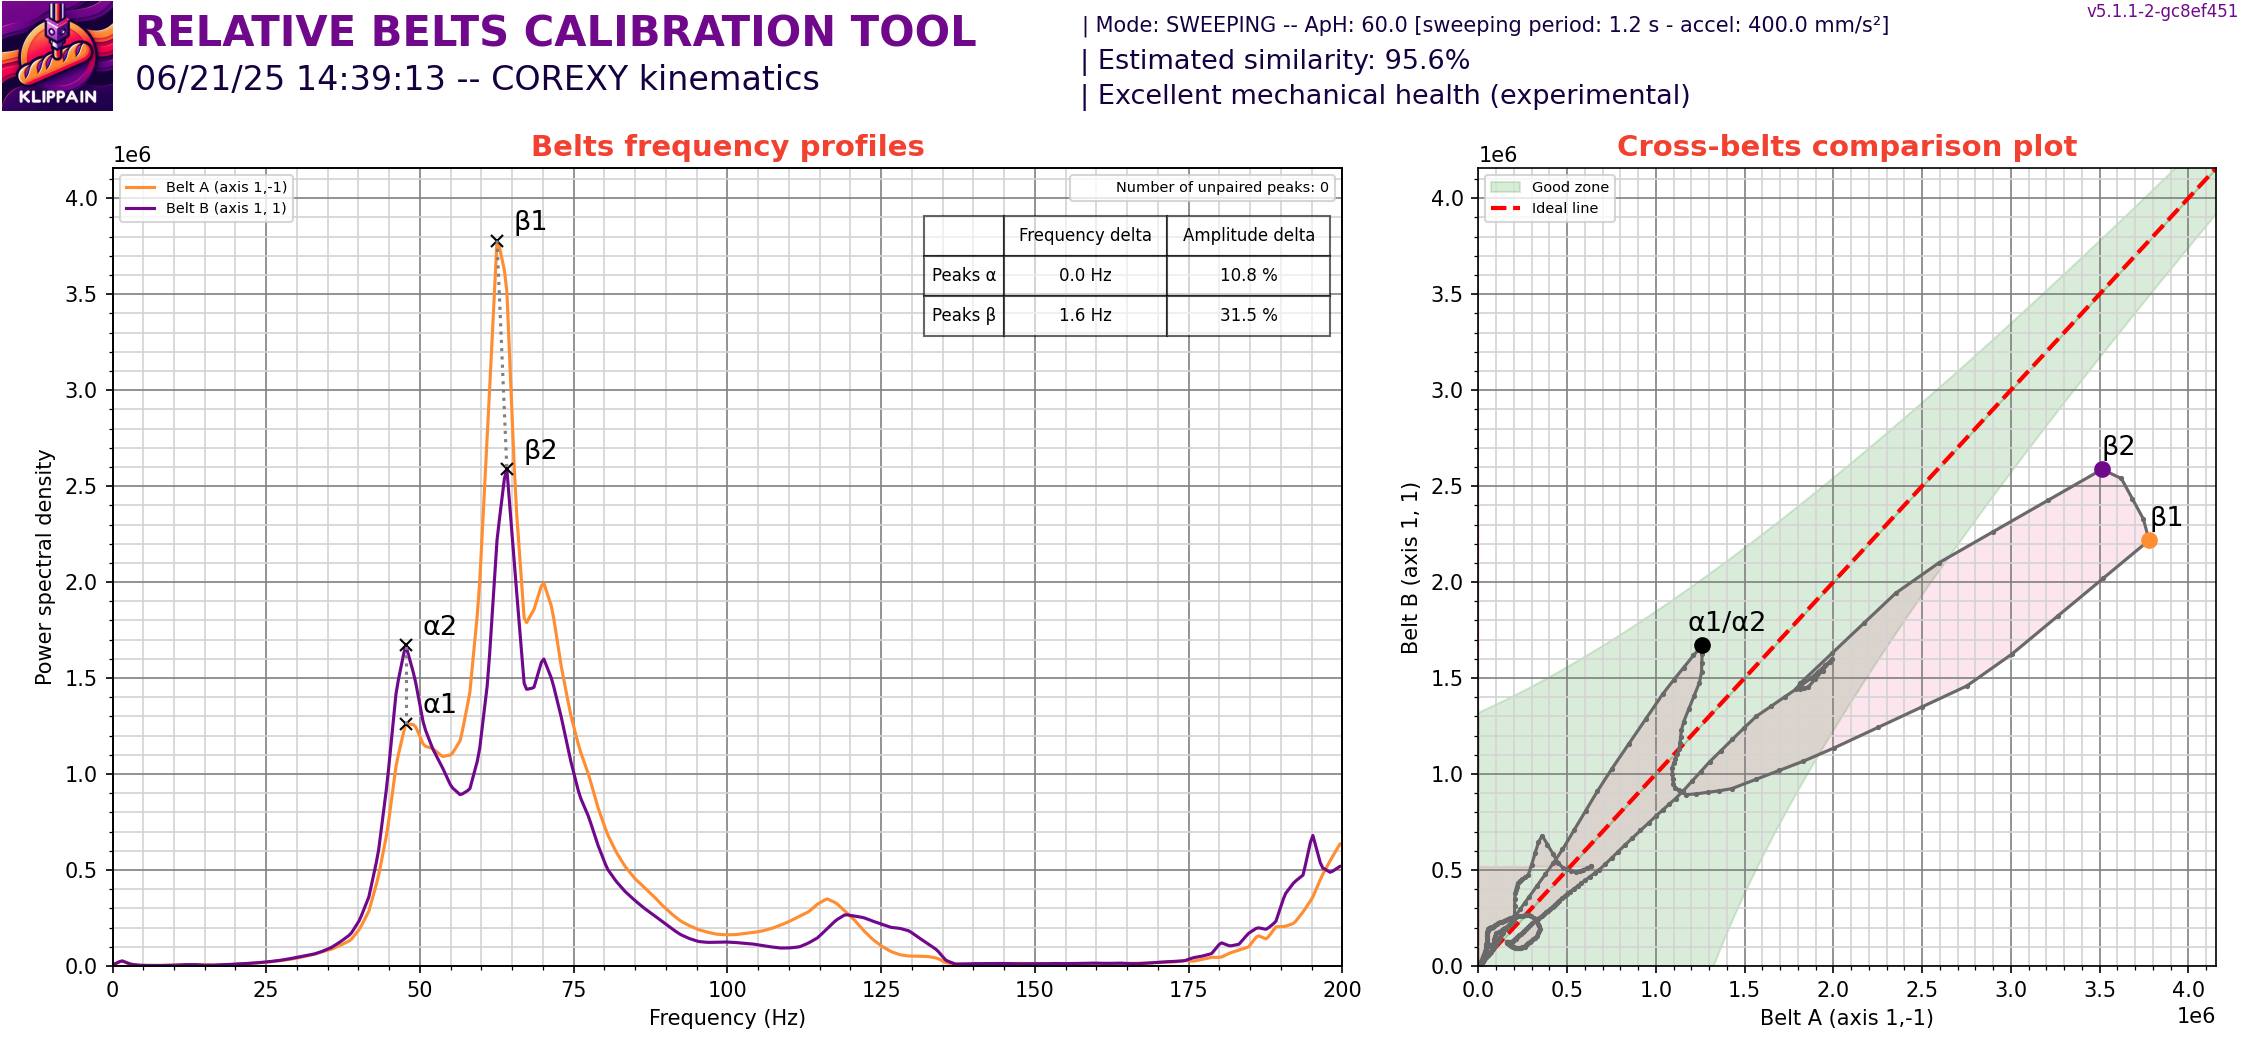 KLIPPAIN
RELATIVE BELTS CALIBRATION TOOL
06/21/25 14:39:13 -- COREXY kinematics
| Mode: SWEEPING -- ApH: 60.0 [sweeping period: 1.2 s - accel: 400.0 mm/s²]
| Estimated similarity: 95.6%
| Excellent mechanical health (experimental)
v5.1.1-2-gc8ef451
Belts frequency profiles
1e6
Belt A (axis 1,-1)
Belt B (axis 1, 1)
Number of unpaired peaks: 0
Frequency delta Amplitude delta
Peaks α 0.0 Hz 10.8 %
Peaks β 1.6 Hz 31.5 %
β1
β2
α2
α1
Power spectral density
4.0
3.5
3.0
2.5
2.0
1.5
1.0
0.5
0.0
0 25 50 75 100 125 150 175 200
Frequency (Hz)
Cross-belts comparison plot
1e6
Good zone
Ideal line
β2
β1
α1/α2
Belt B (axis 1, 1)
4.0
3.5
3.0
2.5
2.0
1.5
1.0
0.5
0.0
0.0 0.5 1.0 1.5 2.0 2.5 3.0 3.5 4.0
Belt A (axis 1,-1)
1e6